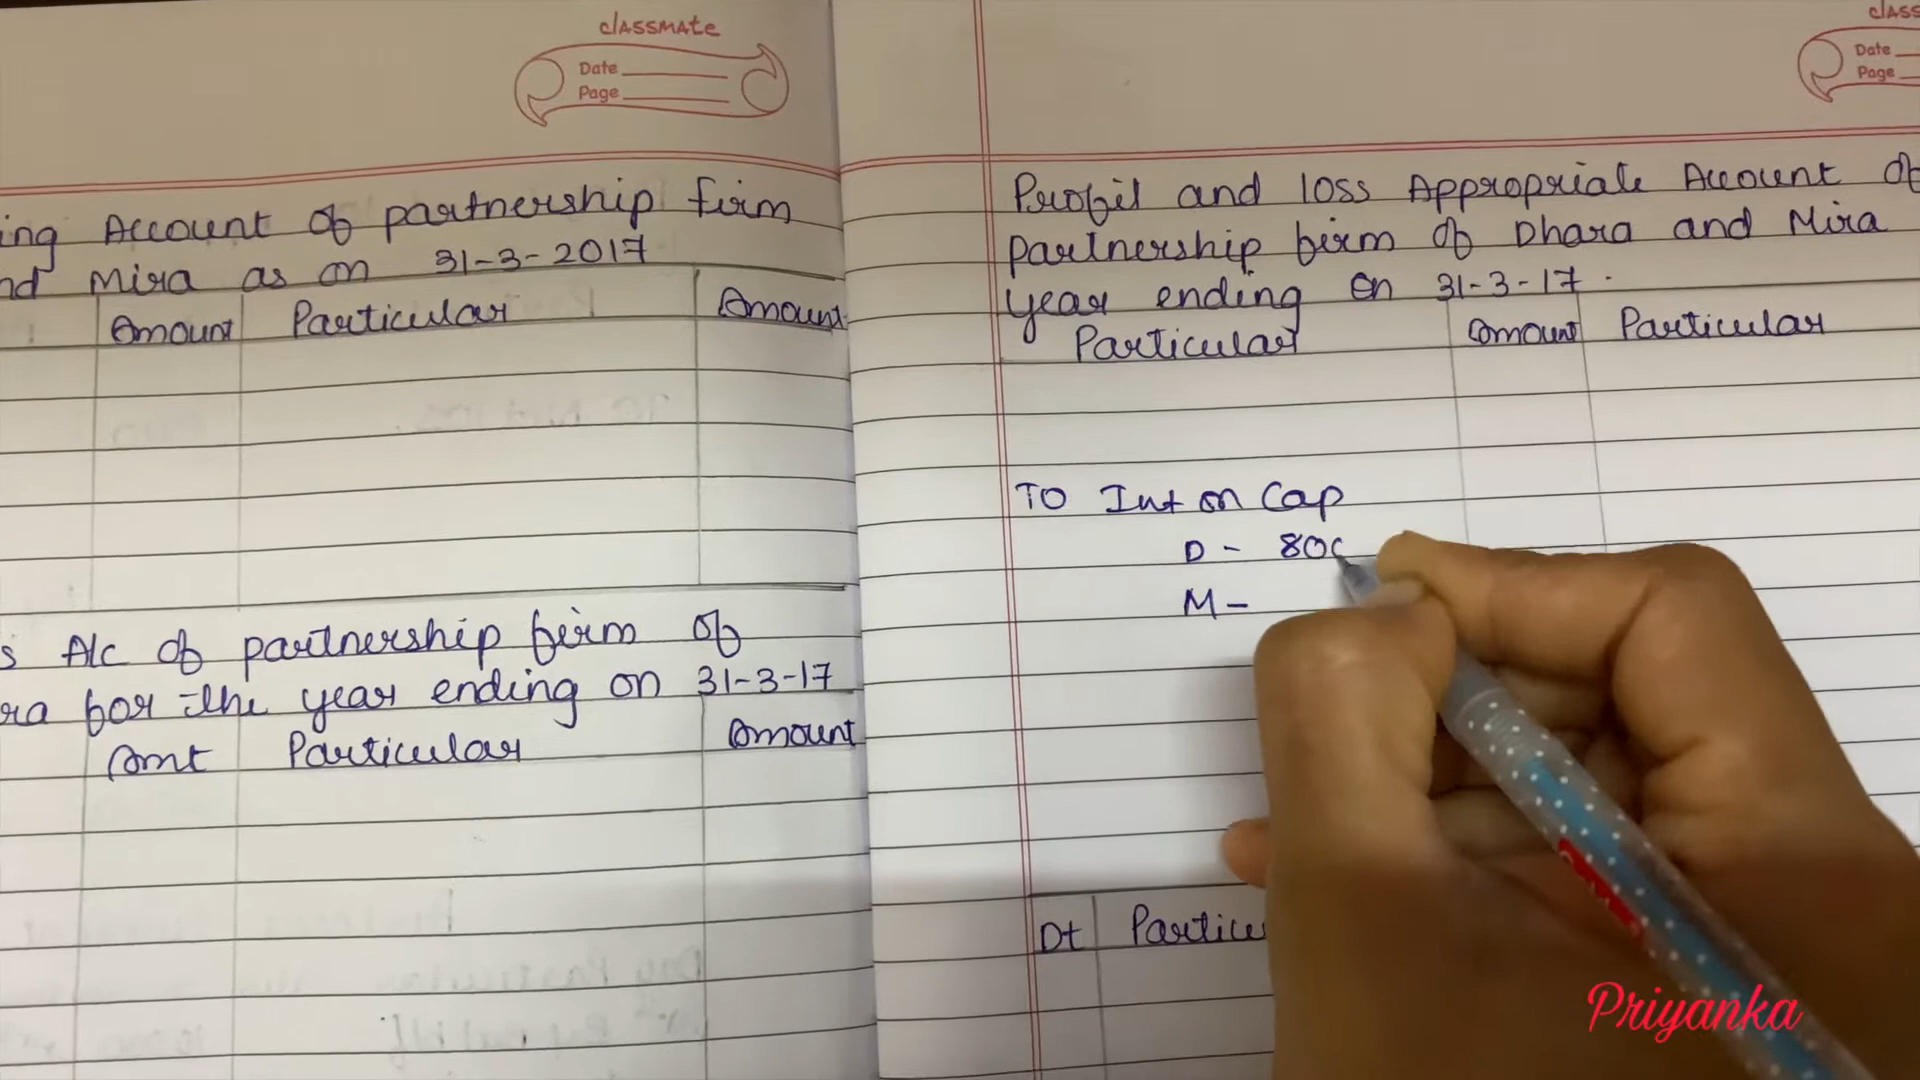 classmate
Date
Page
ing Account of partnership firm
nd Mira as on 31-3-2017
Amount Particular Amount
s A/c of partnership firm of
ra for the year ending on 31-3-17
Amt Particular Amount
class
Date
Page
Profit and loss Appropriate Account of
partnership firm of Dhara and Mira
year ending on 31-3-17.
Particular Amount Particular
TO Int on Cap
D - 800
M -
Dt Particu
Priyanka